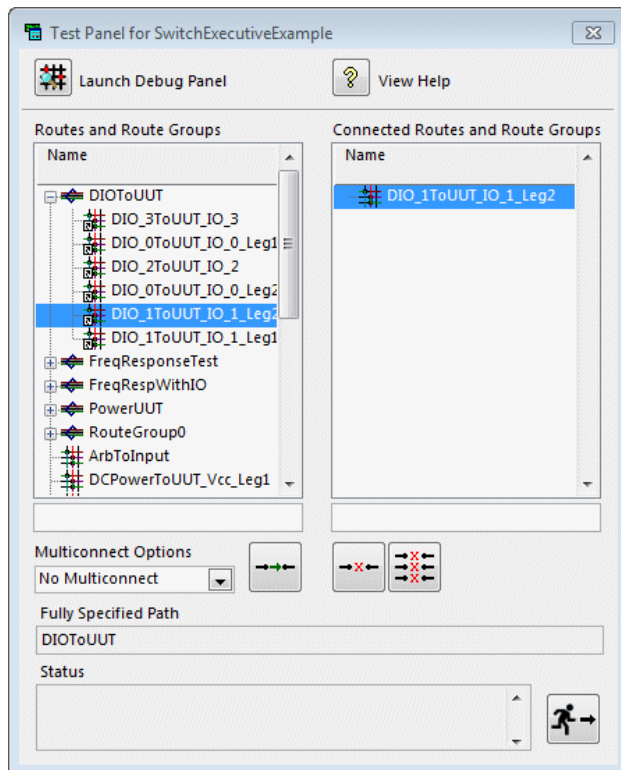 Test Panel for SwitchExecutiveExample
Launch Debug Panel
View Help
Routes and Route Groups
Name
DIOToUUT
DIO_3ToUUT_IO_3
DIO_0ToUUT_IO_0_Leg1
DIO_2ToUUT_IO_2
DIO_0ToUUT_IO_0_Leg2
DIO_1ToUUT_IO_1_Leg2
DIO_1ToUUT_IO_1_Leg1
FreqResponseTest
FreqRespWithIO
PowerUUT
RouteGroup0
ArbToInput
DCPowerToUUT_Vcc_Leg1
Connected Routes and Route Groups
Name
DIO_1ToUUT_IO_1_Leg2
Multiconnect Options
No Multiconnect
Fully Specified Path
DIOToUUT
Status